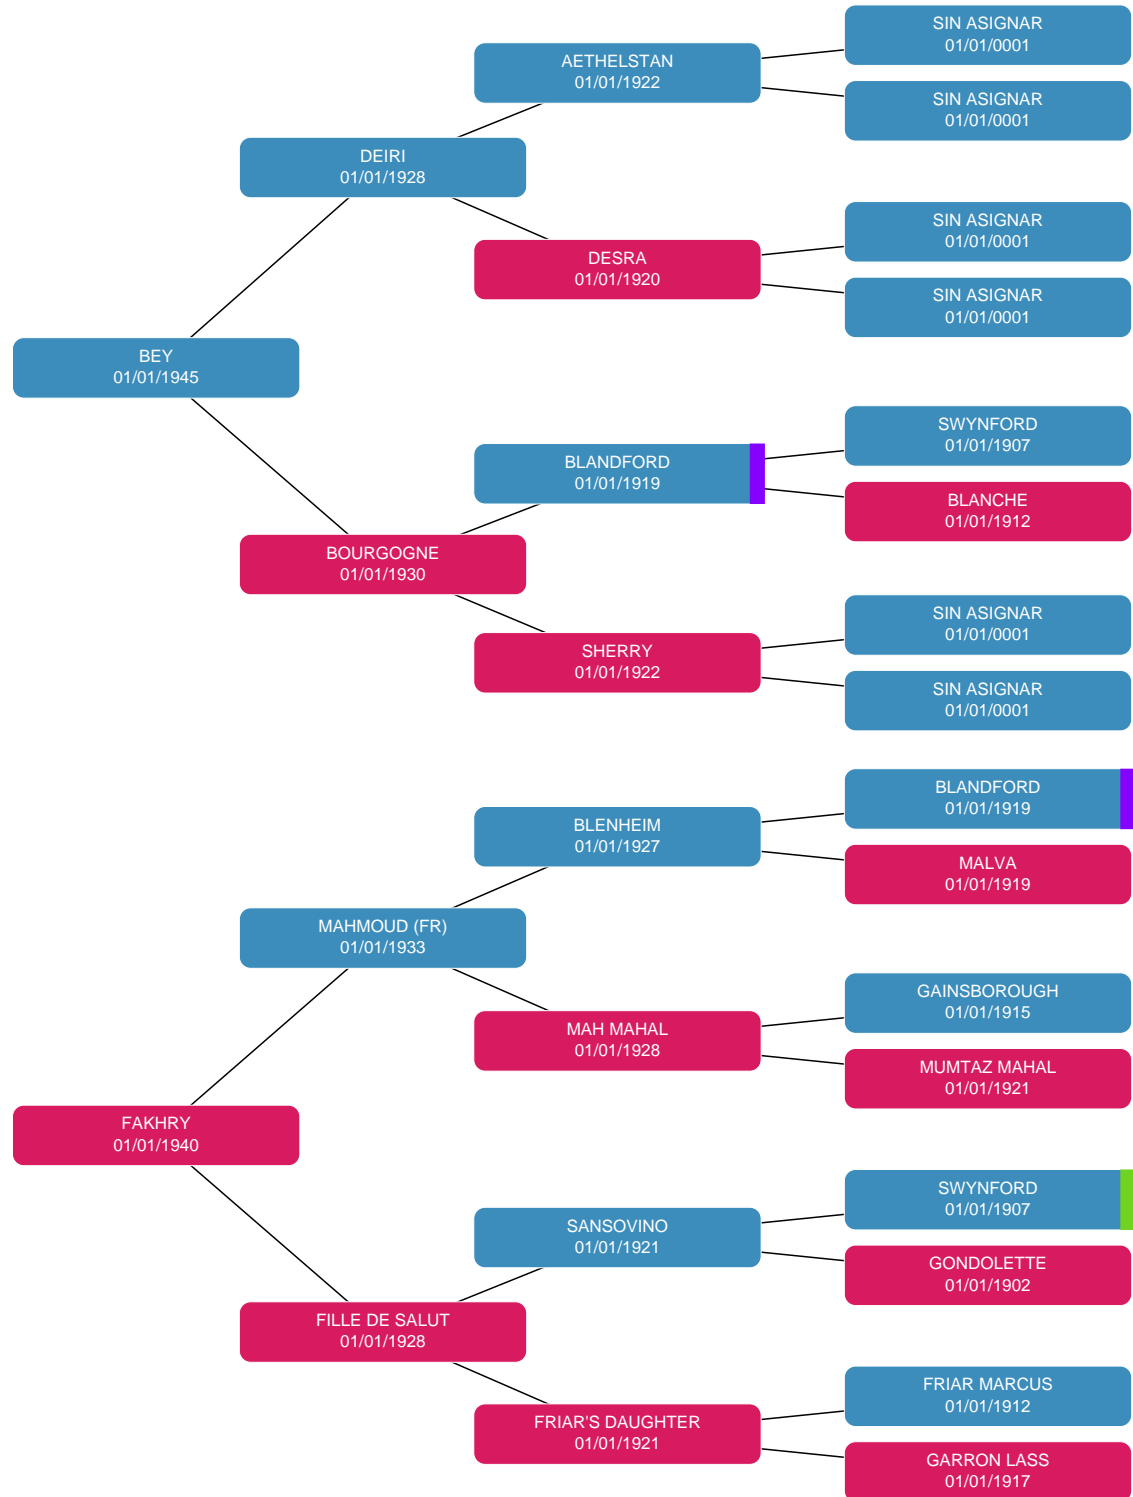 SIN ASIGNAR
01/01/0001
AETHELSTAN
01/01/1922
SIN ASIGNAR
01/01/0001
DEIRI
01/01/1928
SIN ASIGNAR
01/01/0001
DESRA
01/01/1920
SIN ASIGNAR
01/01/0001
BEY
01/01/1945
SWYNFORD
01/01/1907
BLANDFORD
01/01/1919
BLANCHE
01/01/1912
BOURGOGNE
01/01/1930
SIN ASIGNAR
01/01/0001
SHERRY
01/01/1922
SIN ASIGNAR
01/01/0001
BLANDFORD
01/01/1919
BLENHEIM
01/01/1927
MALVA
01/01/1919
MAHMOUD (FR)
01/01/1933
GAINSBOROUGH
01/01/1915
MAH MAHAL
01/01/1928
MUMTAZ MAHAL
01/01/1921
FAKHRY
01/01/1940
SWYNFORD
01/01/1907
SANSOVINO
01/01/1921
GONDOLETTE
01/01/1902
FILLE DE SALUT
01/01/1928
FRIAR MARCUS
01/01/1912
FRIAR'S DAUGHTER
01/01/1921
GARRON LASS
01/01/1917